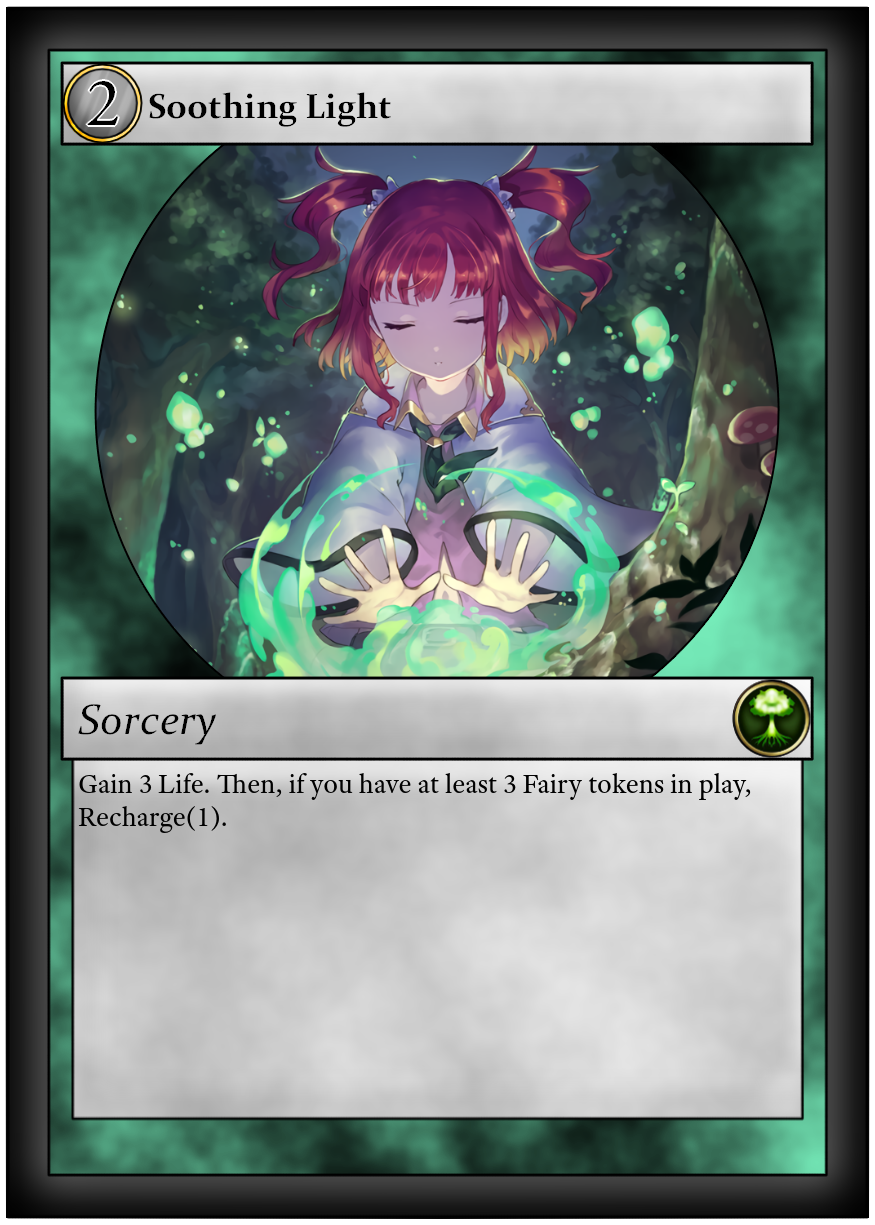 2 Soothing Light
Sorcery
Gain 3 Life. Then, if you have at least 3 Fairy tokens in play,
Recharge(1).